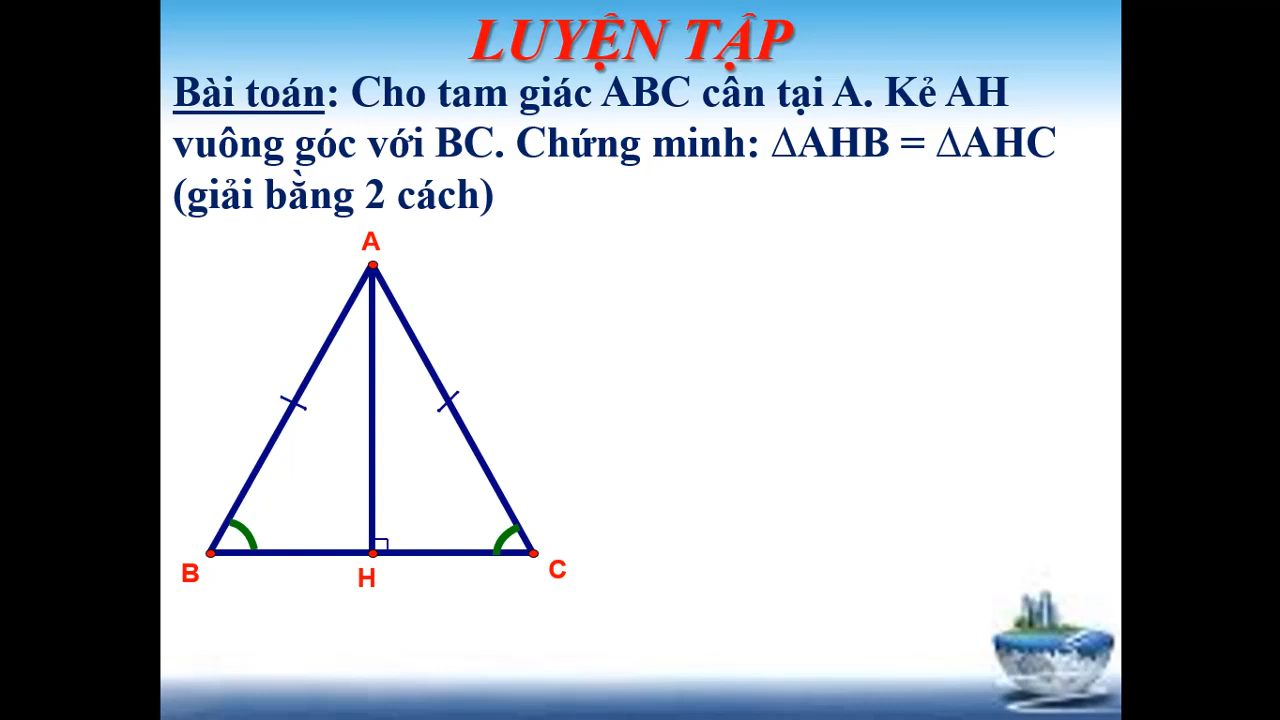 LUYỆN TẬP
Bài toán: Cho tam giác ABC cân tại A. Kẻ AH
vuông góc với BC. Chứng minh: ∆AHB = ∆AHC
(giải bằng 2 cách)
A
B
H
C